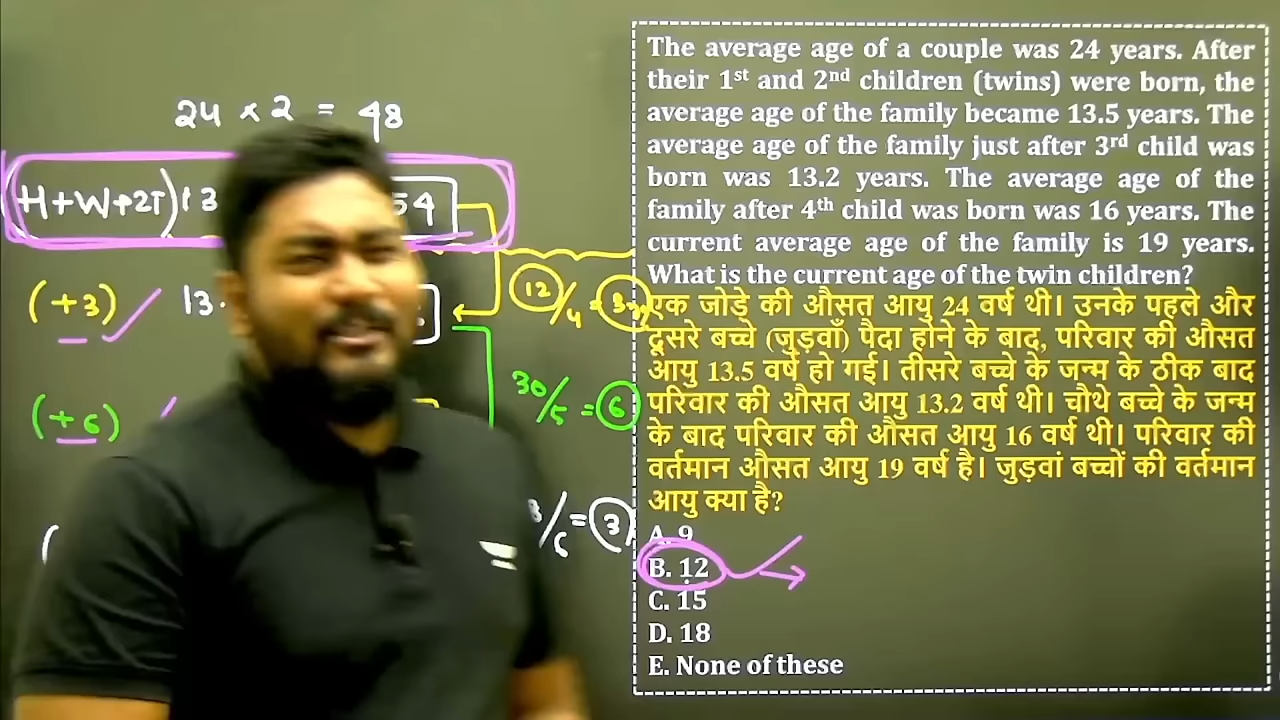 24 × 2 = 48
H+W+2T) 13 54
(+3) 13.
12/4 = 3
(+6)
30/5 = 6
/6 = 3
(
The average age of a couple was 24 years. After
their 1st and 2nd children (twins) were born, the
average age of the family became 13.5 years. The
average age of the family just after 3rd child was
born was 13.2 years. The average age of the
family after 4th child was born was 16 years. The
current average age of the family is 19 years.
What is the current age of the twin children?
एक जोड़े की औसत आयु 24 वर्ष थी। उनके पहले और
दूसरे बच्चे (जुड़वाँ) पैदा होने के बाद, परिवार की औसत
आयु 13.5 वर्ष हो गई। तीसरे बच्चे के जन्म के ठीक बाद
परिवार की औसत आयु 13.2 वर्ष थी। चौथे बच्चे के जन्म
के बाद परिवार की औसत आयु 16 वर्ष थी। परिवार की
वर्तमान औसत आयु 19 वर्ष है। जुड़वां बच्चों की वर्तमान
आयु क्या है?
A. 9
B. 12
C. 15
D. 18
E. None of these